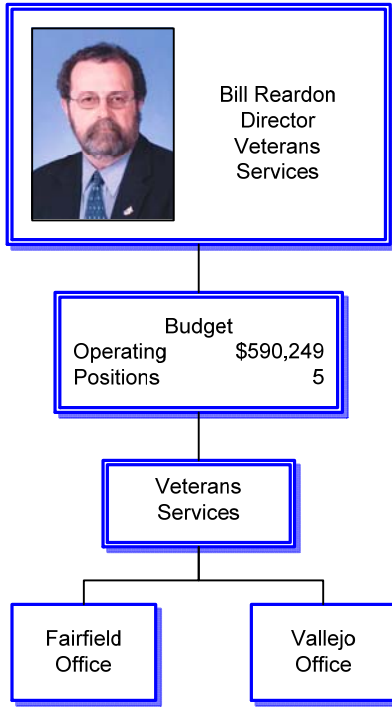 Bill Reardon
Director
Veterans
Services
Budget
Operating $590,249
Positions 5
Veterans
Services
Fairfield
Office
Vallejo
Office